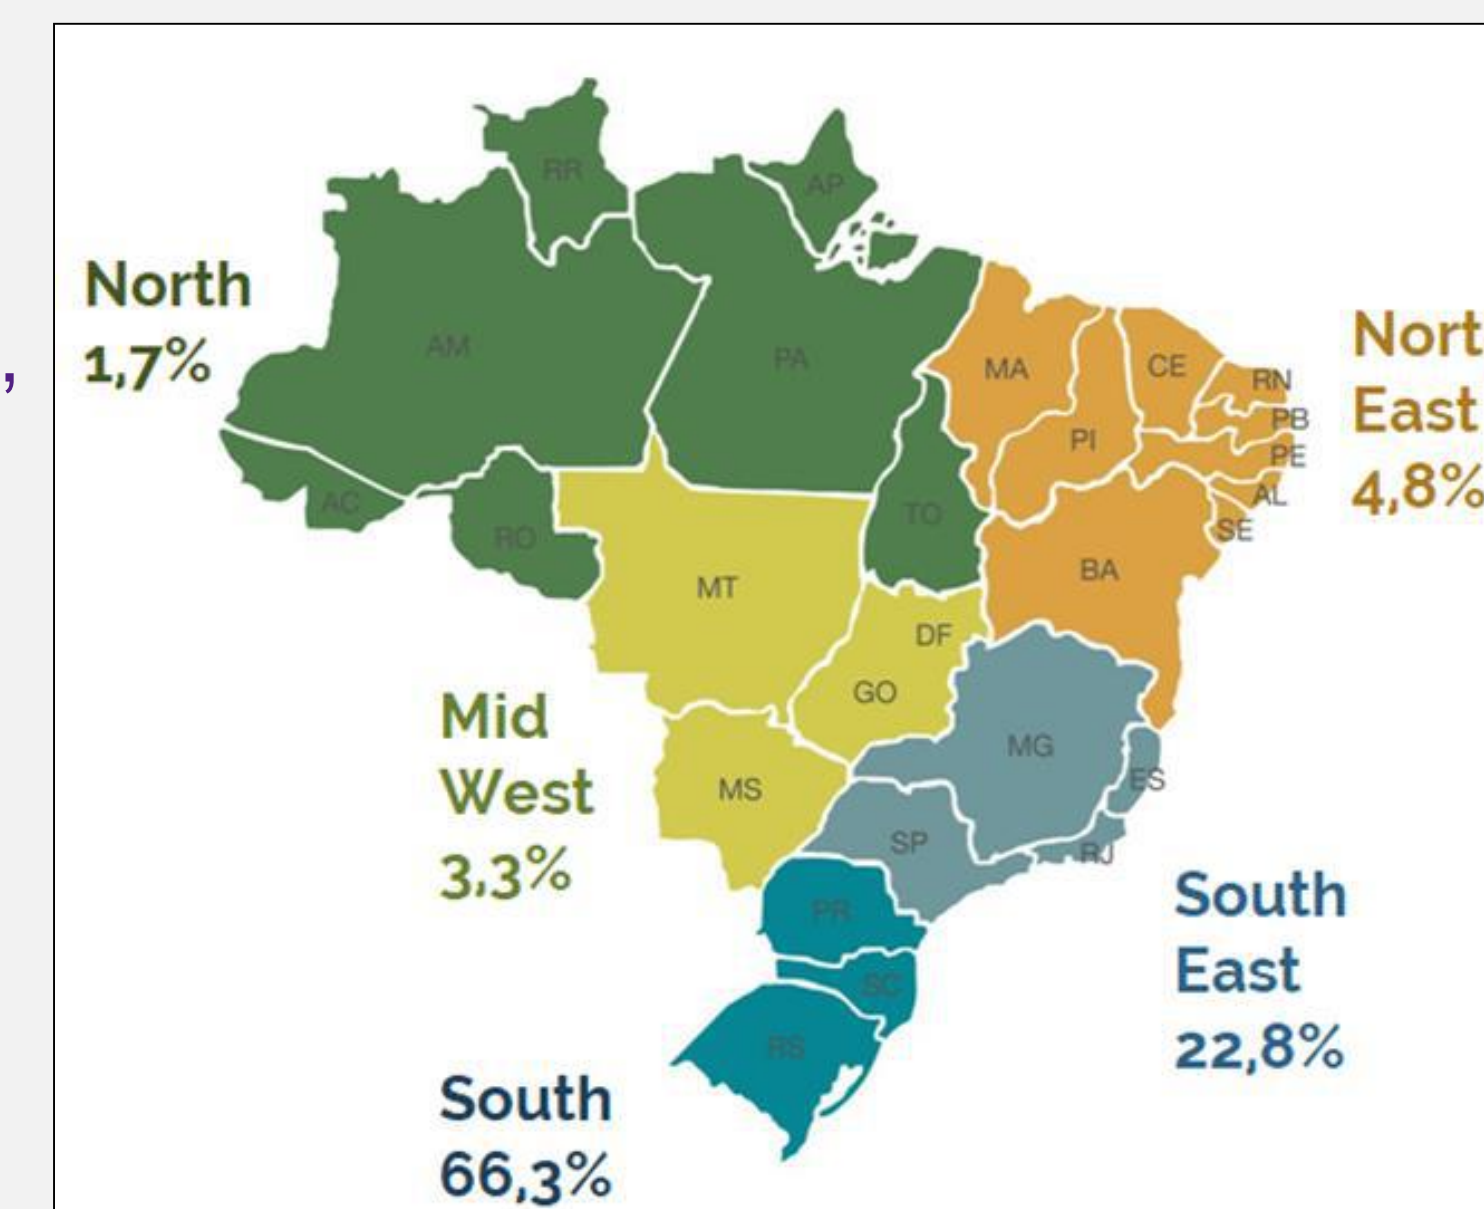 RR
AP
North
1,7%
,
AM
PA
MA
CE
RN
PB
PI
PE
AL
SE
AC
RO
TO
BA
MT
DF
GO
Nort
East
4,8%
Mid
West
3,3%
MG
ES
MS
SP
RJ
South
East
22,8%
PR
SC
RS
South
66,3%